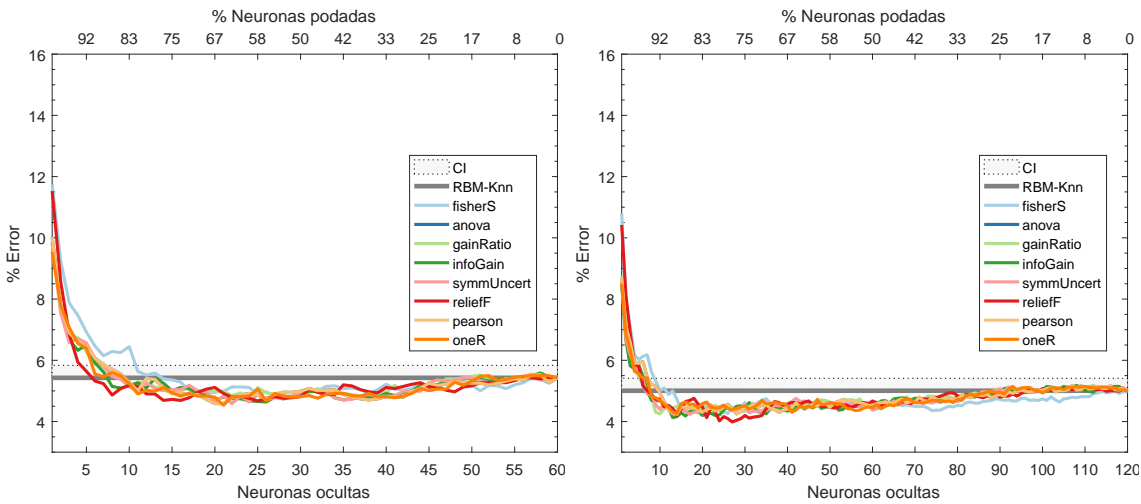 % Neuronas podadas
92 83 75 67 58 50 42 33 25 17 8 0
16
14
12
10
8
6
4
% Error
CI
RBM-Knn
fisherS
anova
gainRatio
infoGain
symmUncert
reliefF
pearson
oneR
5 10 15 20 25 30 35 40 45 50 55 60
Neuronas ocultas
% Neuronas podadas
92 83 75 67 58 50 42 33 25 17 8 0
16
14
12
10
8
6
4
% Error
CI
RBM-Knn
fisherS
anova
gainRatio
infoGain
symmUncert
reliefF
pearson
oneR
10 20 30 40 50 60 70 80 90 100 110 120
Neuronas ocultas